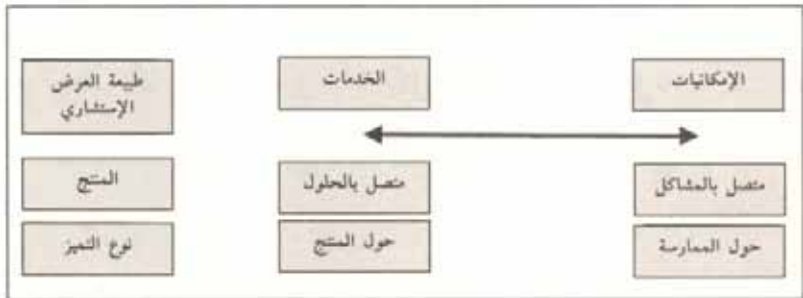 الإمكانيات
الخدمات
طبيعة العرض
الإستشاري
متصل بالمشاكل
متصل بالحلول
المنتج
حول الممارسة
حول المنتج
نوع التميز